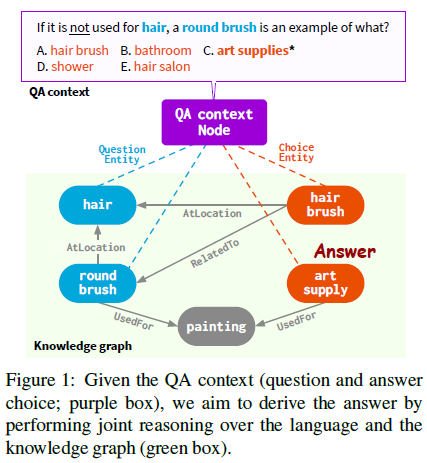 If it is not used for hair, a round brush is an example of what?
A. hair brush B. bathroom C. art supplies*
D. shower E. hair salon
QA context
QA context
Node
Question
Entity
Choice
Entity
hair
AtLocation
hair
brush
AtLocation
RelatedTo
Answer
round
brush
art
supply
UsedFor
painting
UsedFor
Knowledge graph
Figure 1: Given the QA context (question and answer
choice; purple box), we aim to derive the answer by
performing joint reasoning over the language and the
knowledge graph (green box).